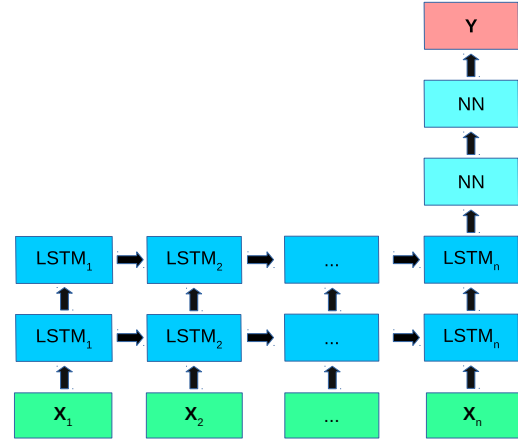 Y
NN
NN
LSTM₁ LSTM₂ ... LSTMₙ
LSTM₁ LSTM₂ ... LSTMₙ
X₁ X₂ ... Xₙ